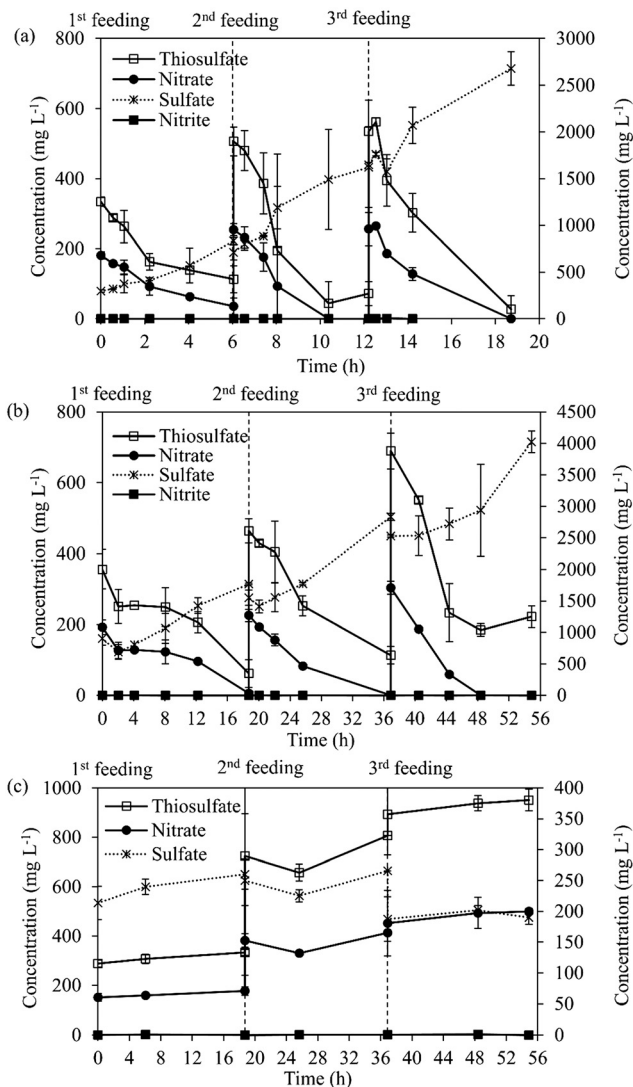 (a)
1st feeding
2nd feeding
3rd feeding
800
600
400
200
0
Concentration (mg L-1)
Thiosulfate
Nitrate
Sulfate
Nitrite
3000
2500
2000
1500
1000
500
0
Concentration (mg L-1)
0 2 4 6 8 10 12 14 16 18 20
Time (h)
(b)
1st feeding
2nd feeding
3rd feeding
800
600
400
200
0
Concentration (mg L-1)
Thiosulfate
Nitrate
Sulfate
Nitrite
4500
4000
3500
3000
2500
2000
1500
1000
500
0
Concentration (mg L-1)
0 4 8 12 16 20 24 28 32 36 40 44 48 52 56
Time (h)
(c)
1st feeding
2nd feeding
3rd feeding
1000
800
600
400
200
0
Concentration (mg L-1)
Thiosulfate
Nitrate
Sulfate
400
350
300
250
200
150
100
50
0
Concentration (mg L-1)
0 4 8 12 16 20 24 28 32 36 40 44 48 52 56
Time (h)